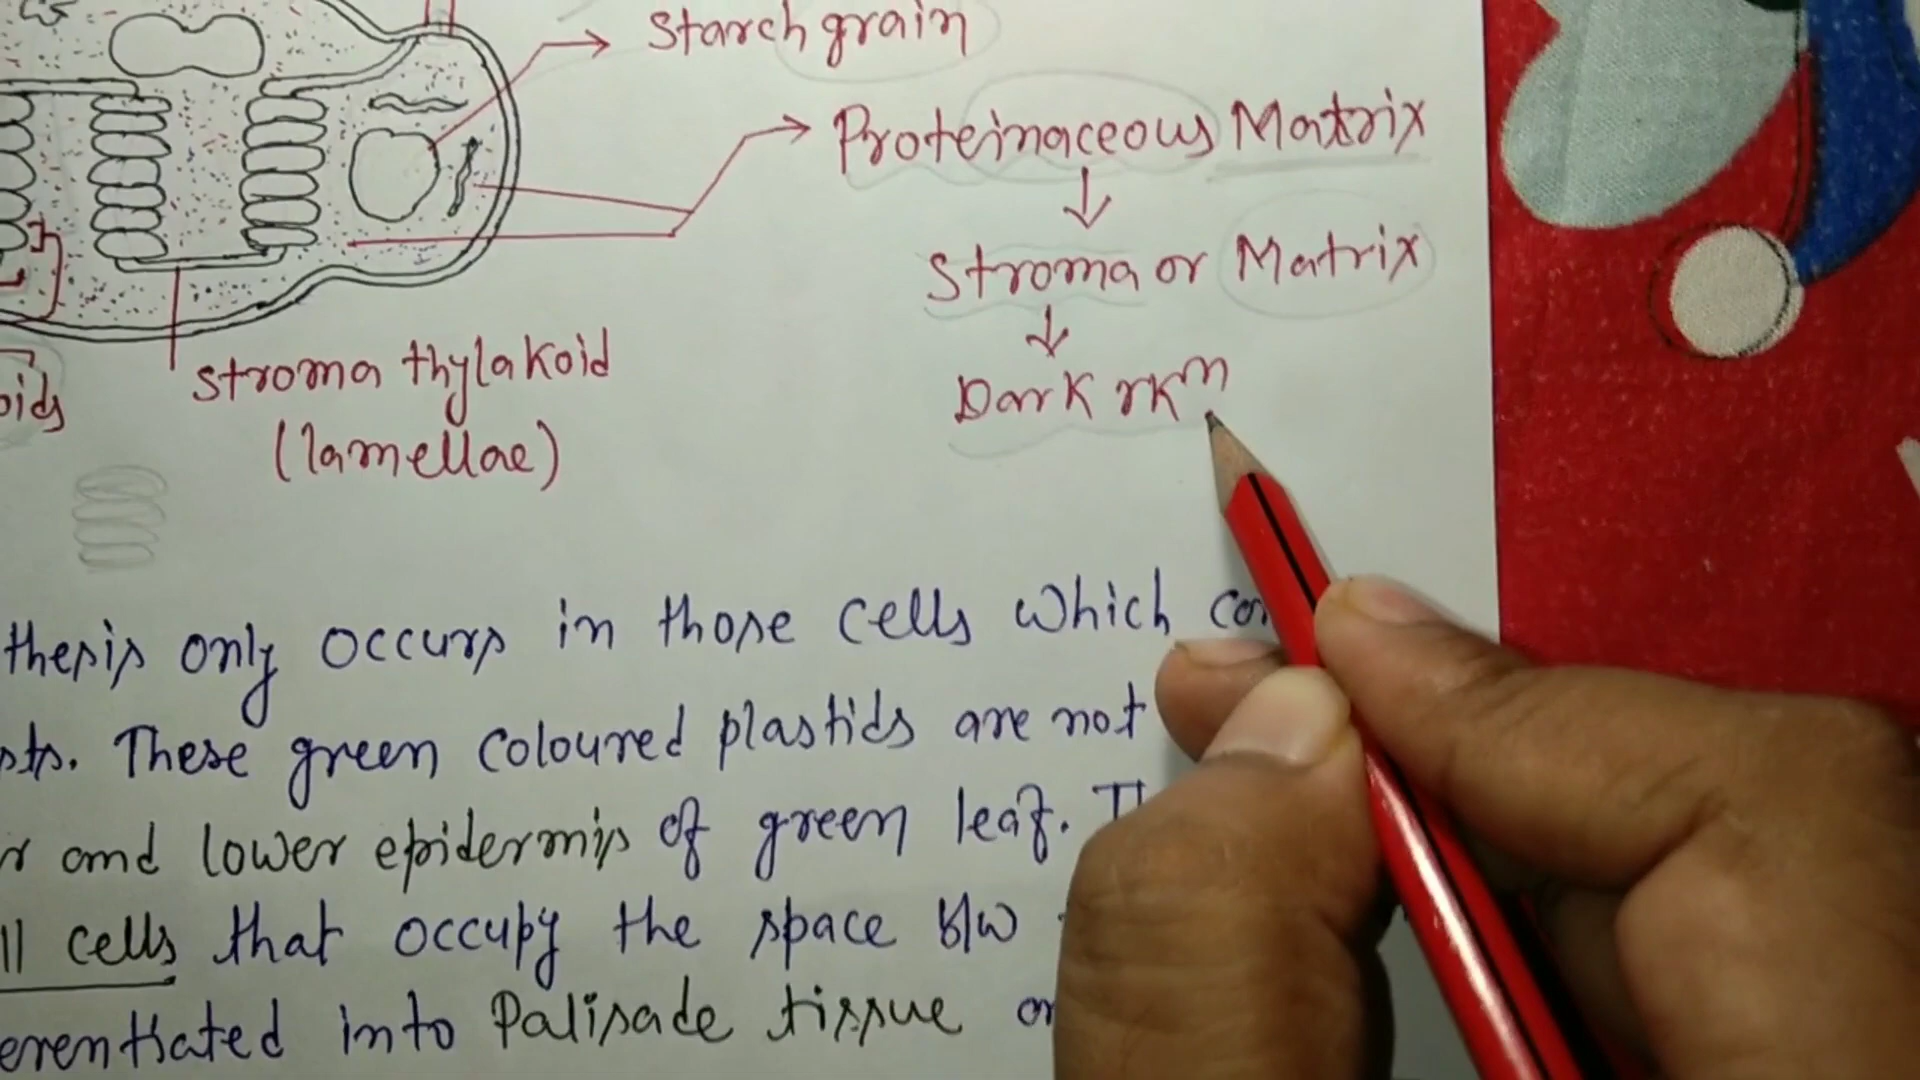 Starch grain
Proteinaceous Matrix
Stroma or Matrix
Dark rxⁿ
stroma thylakoid
(lamellae)
oids
thesis only occurs in those cells which co
sts. These green coloured plastids are not
r and lower epidermis of green leaf. Th
ll cells that occupy the space b/w
erentiated into Palisade tissue